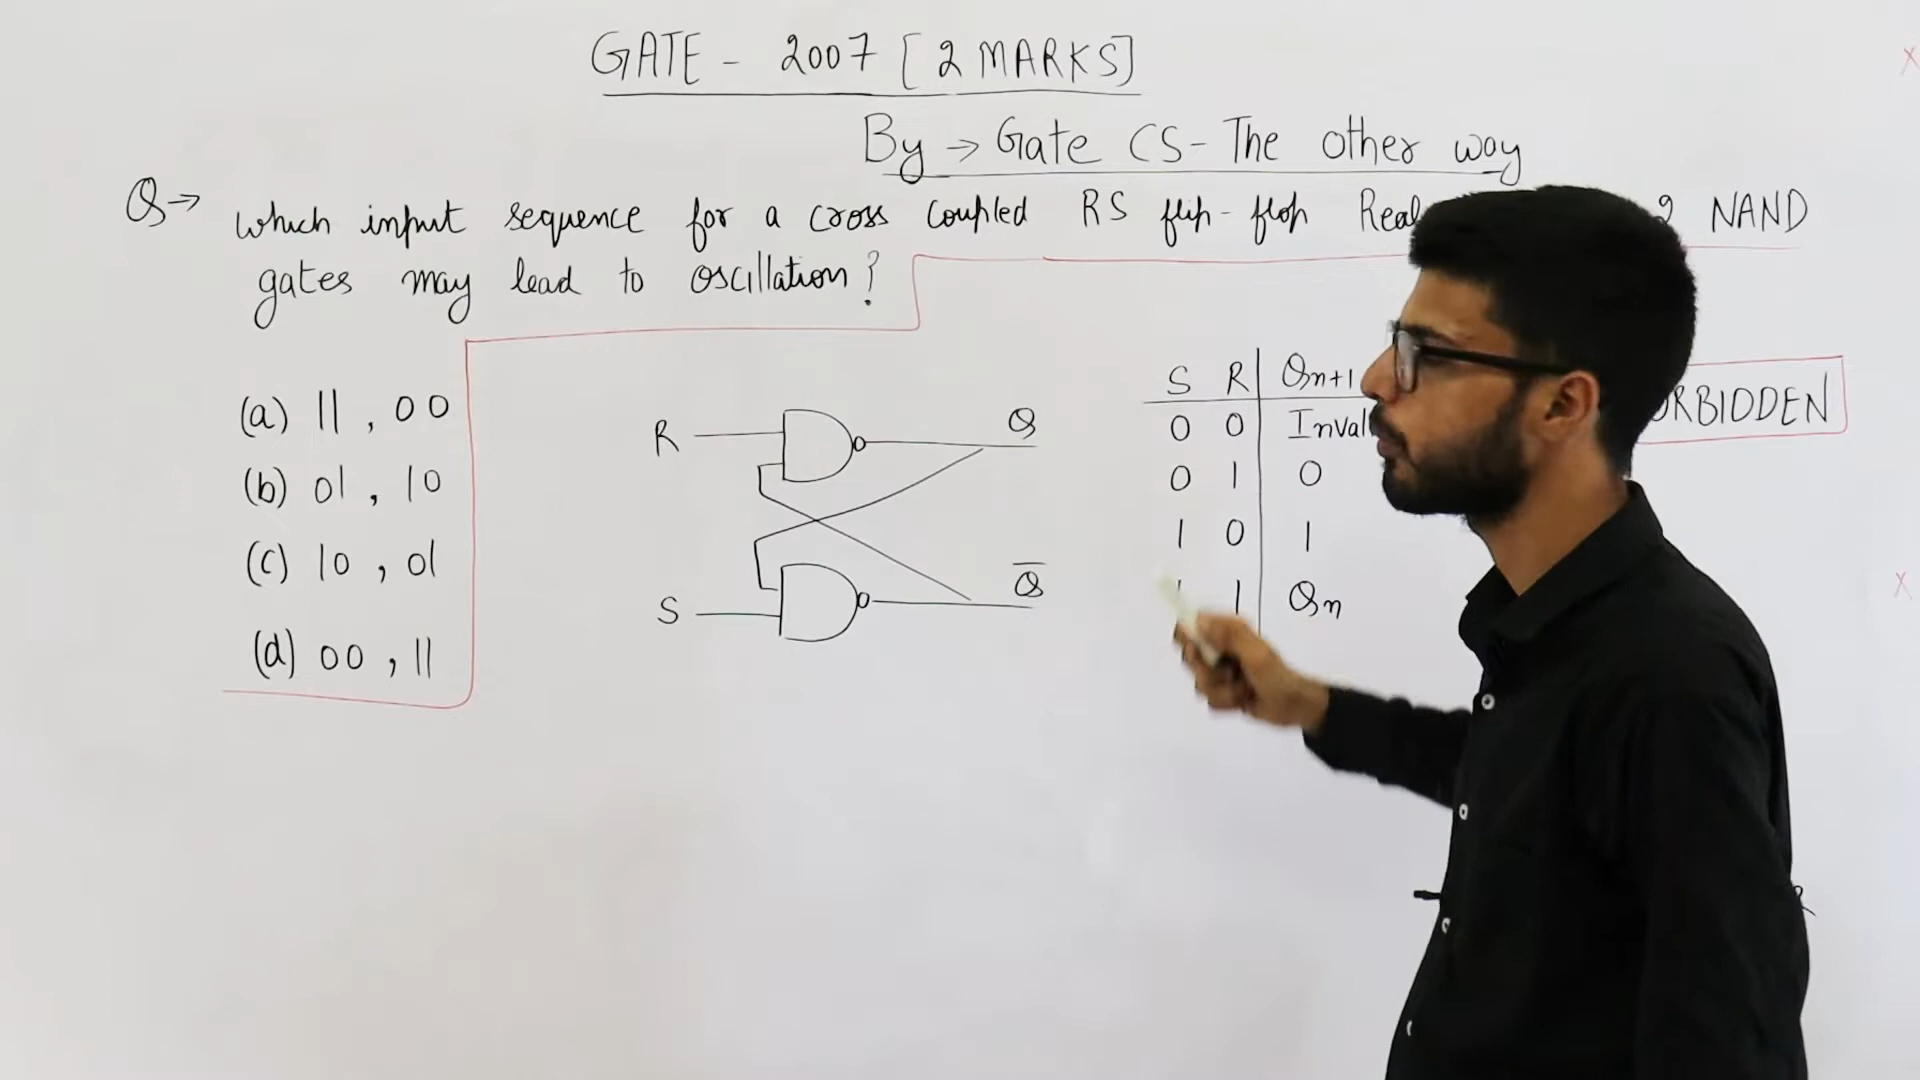 GATE - 2007 [2 MARKS]
By → Gate CS - The other way
Q → Which input sequence for a cross coupled RS flip-flop Real 2 NAND
gates may lead to oscillation?
(a) 11, 00
(b) 01, 10
(c) 10, 01
(d) 00, 11
R
Q
S
Q̅
S R Qn+1
0 0 Inval
0 1 0
1 0 1
1 1 Qn
RBIDDEN